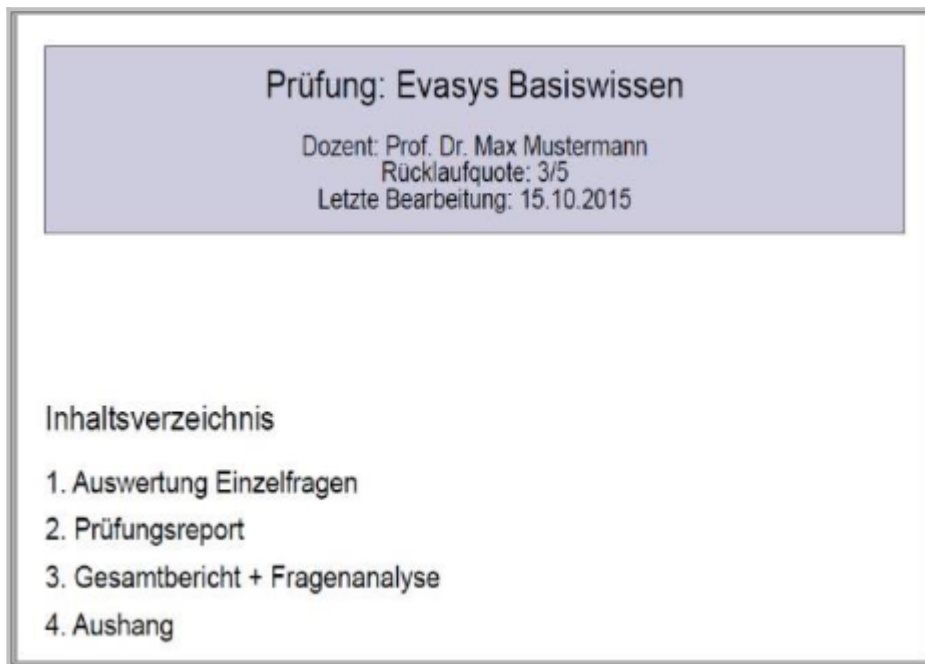 Prüfung: Evasys Basiswissen
Dozent: Prof. Dr. Max Mustermann
Rücklaufquote: 3/5
Letzte Bearbeitung: 15.10.2015
Inhaltsverzeichnis
1. Auswertung Einzelfragen
2. Prüfungsreport
3. Gesamtbericht + Fragenanalyse
4. Aushang